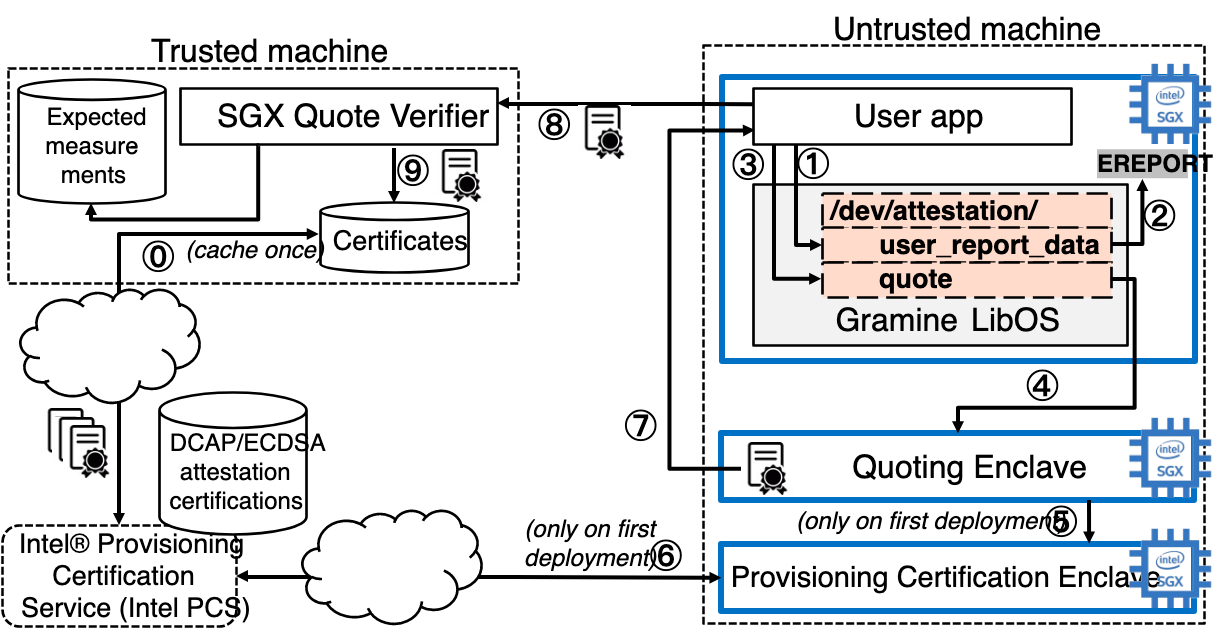 Trusted machine
Untrusted machine
Expected
measure
ments
SGX Quote Verifier
⑧
User app
intel
SGX
⑨
③
①
EREPORT
/dev/attestation/
②
user_report_data
Certificates
⓪
(cache once)
quote
Gramine LibOS
④
⑦
DCAP/ECDSA
attestation
certifications
Quoting Enclave
intel
SGX
(only on first deployment)
⑤
(only on first
deployment)
⑥
Intel® Provisioning
Certification
Service (Intel PCS)
Provisioning Certification Enclave
intel
SGX